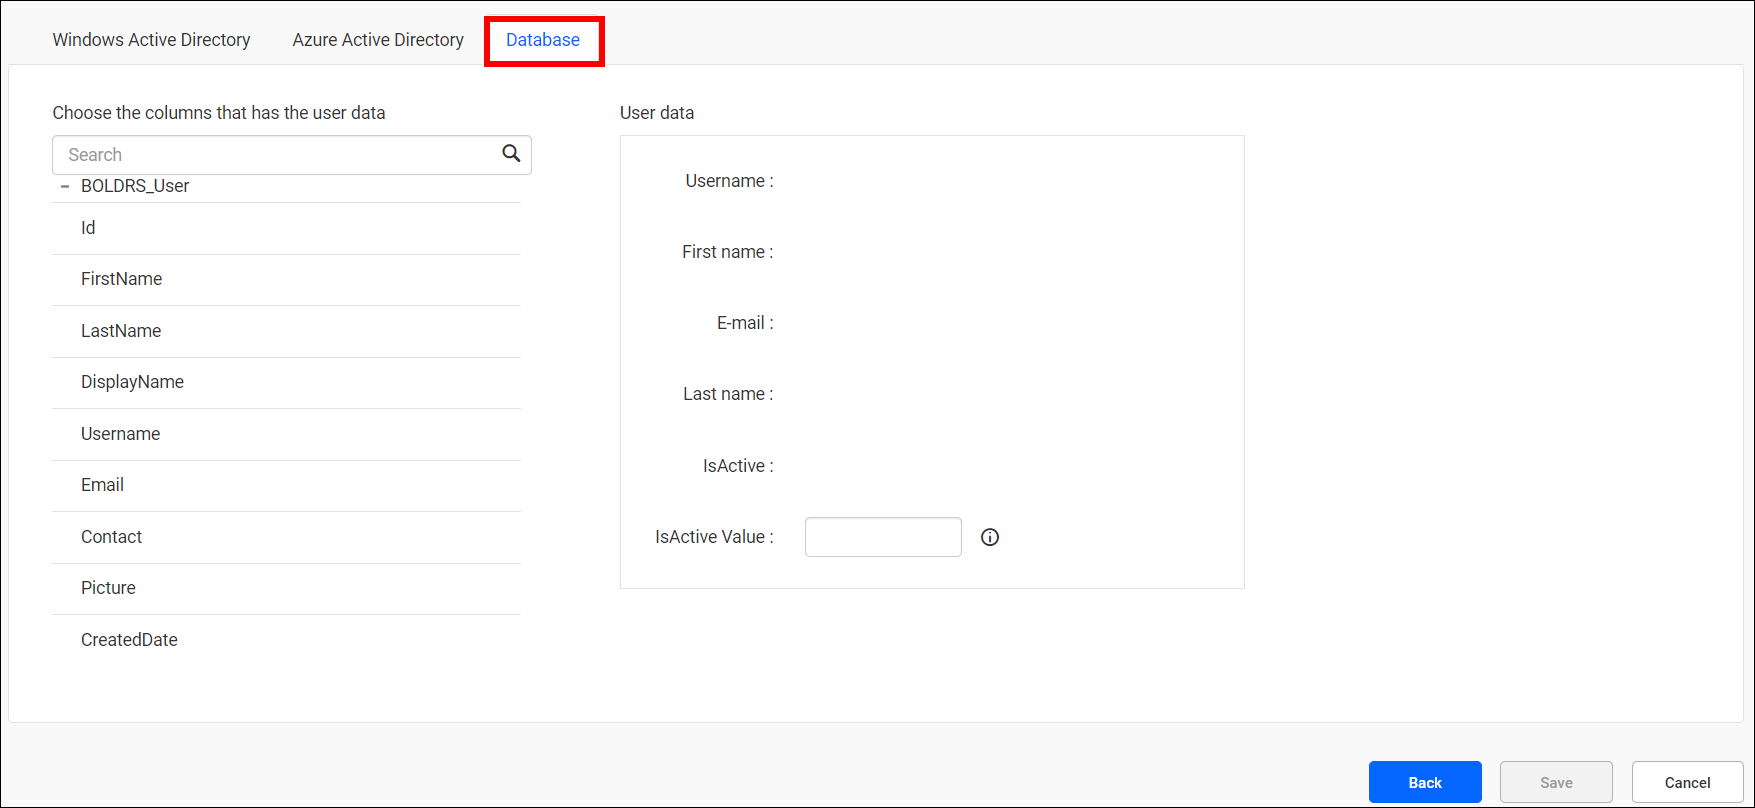 Windows Active Directory
Azure Active Directory
Database
Choose the columns that has the user data
Search
BOLDRS_User
Id
FirstName
LastName
DisplayName
Username
Email
Contact
Picture
CreatedDate
User data
Username :
First name :
E-mail :
Last name :
IsActive :
IsActive Value :
Back
Save
Cancel